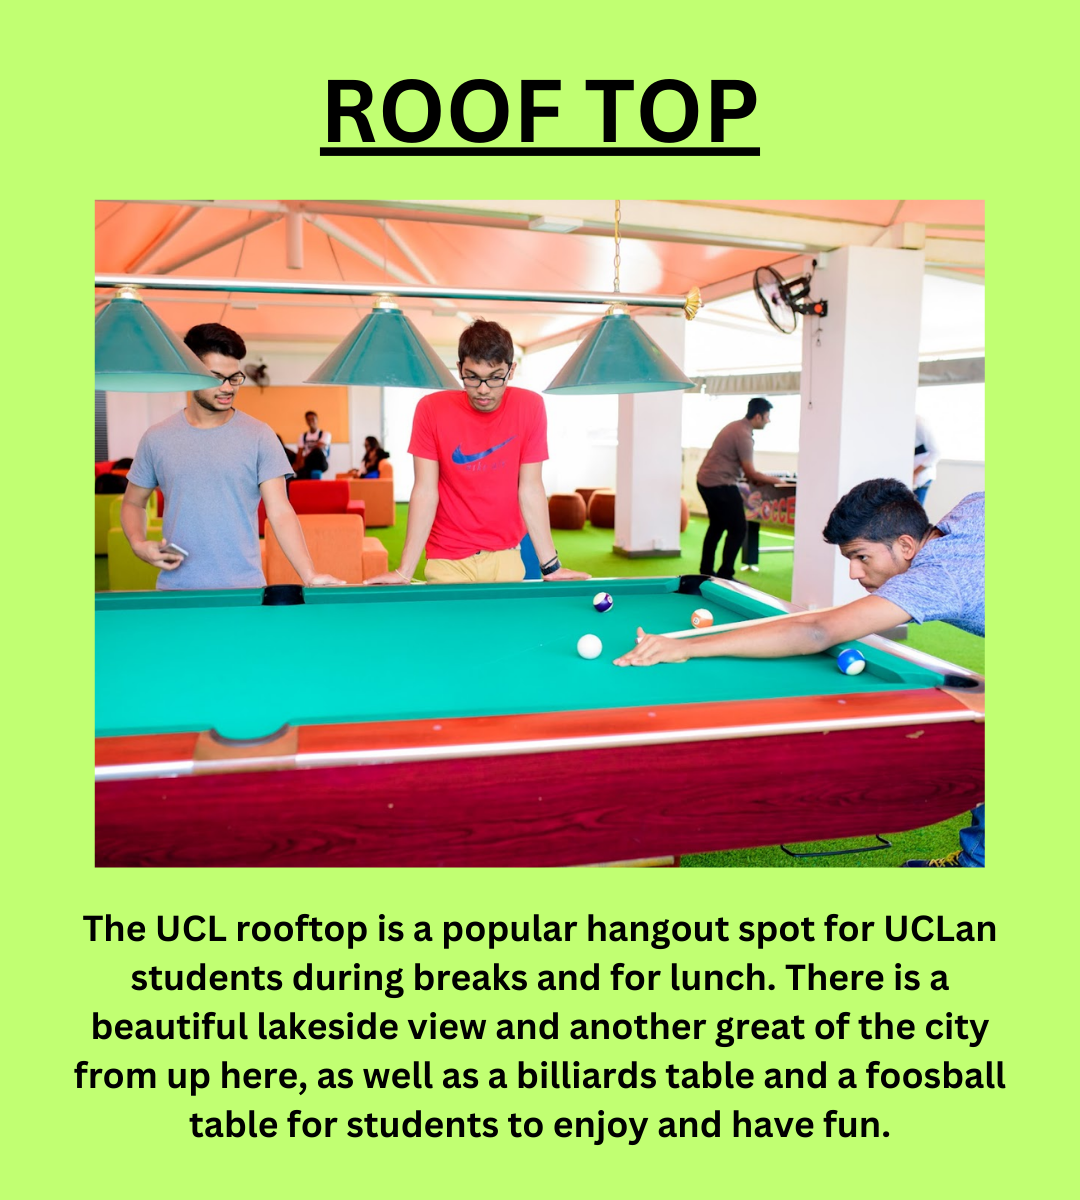 ROOF TOP
SOCCE
The UCL rooftop is a popular hangout spot for UCLan
students during breaks and for lunch. There is a
beautiful lakeside view and another great of the city
from up here, as well as a billiards table and a foosball
table for students to enjoy and have fun.